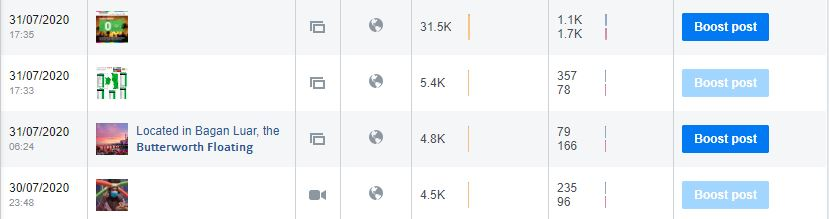 31/07/2020
17:35
0
31.5K
1.1K
1.7K
Boost post
31/07/2020
17:33
5.4K
357
78
Boost post
31/07/2020
06:24
Located in Bagan Luar, the
Butterworth Floating
4.8K
79
166
Boost post
30/07/2020
23:48
4.5K
235
96
Boost post